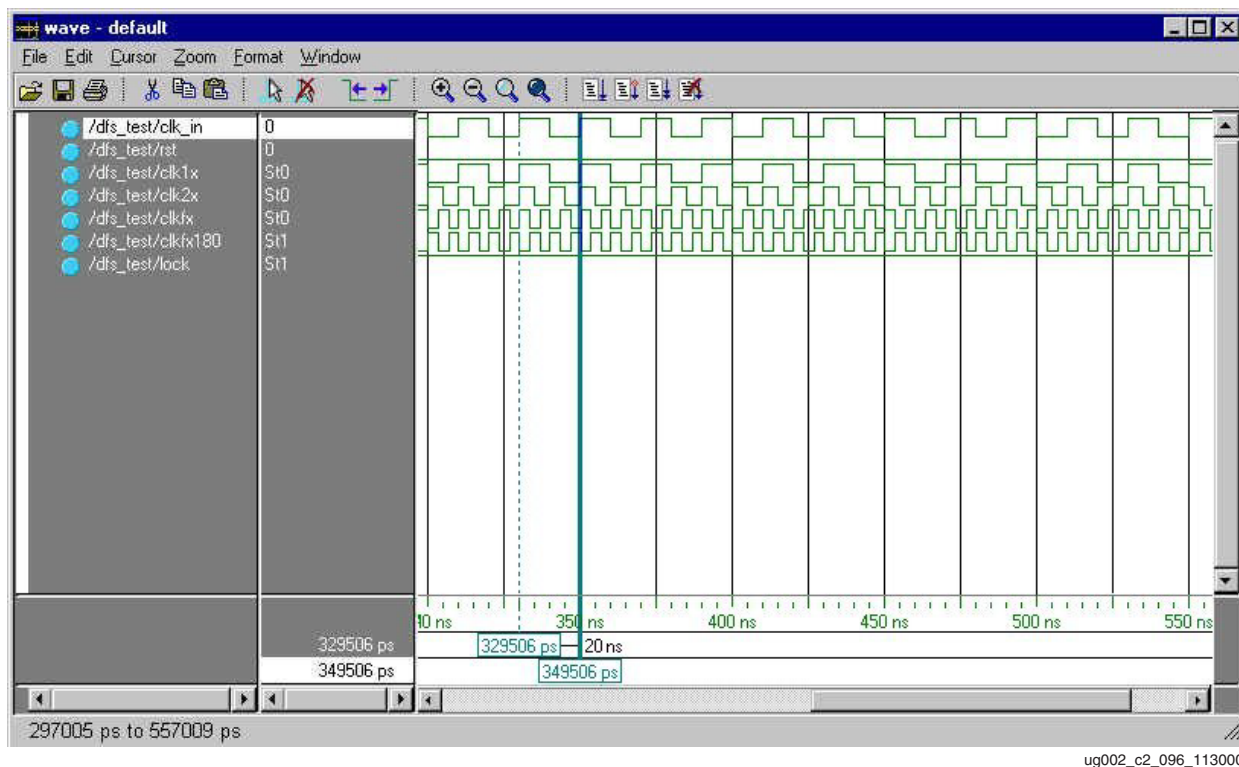 wave - default
File Edit Cursor Zoom Format Window
/dfs_test/clk_in 0
/dfs_test/rst 0
/dfs_test/clk1x St0
/dfs_test/clk2x St0
/dfs_test/clkfx St0
/dfs_test/clkfx180 St1
/dfs_test/lock St1
350 ns 400 ns 450 ns 500 ns 550 ns
329506 ps 329506 ps 20 ns
349506 ps 349506 ps
297005 ps to 557009 ps
ug002_c2_096_113000